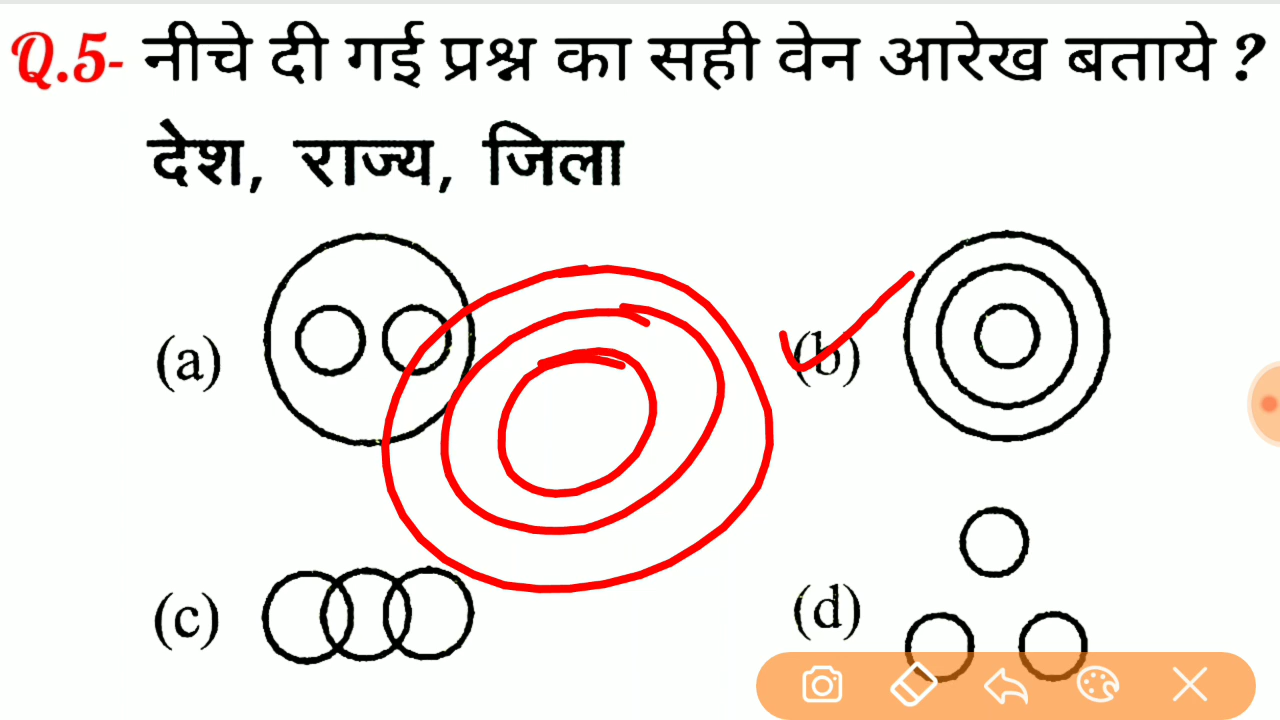 Q.5- नीचे दी गई प्रश्न का सही वेन आरेख बताये ?
देश, राज्य, जिला
(a)
(b)
(c)
(d)